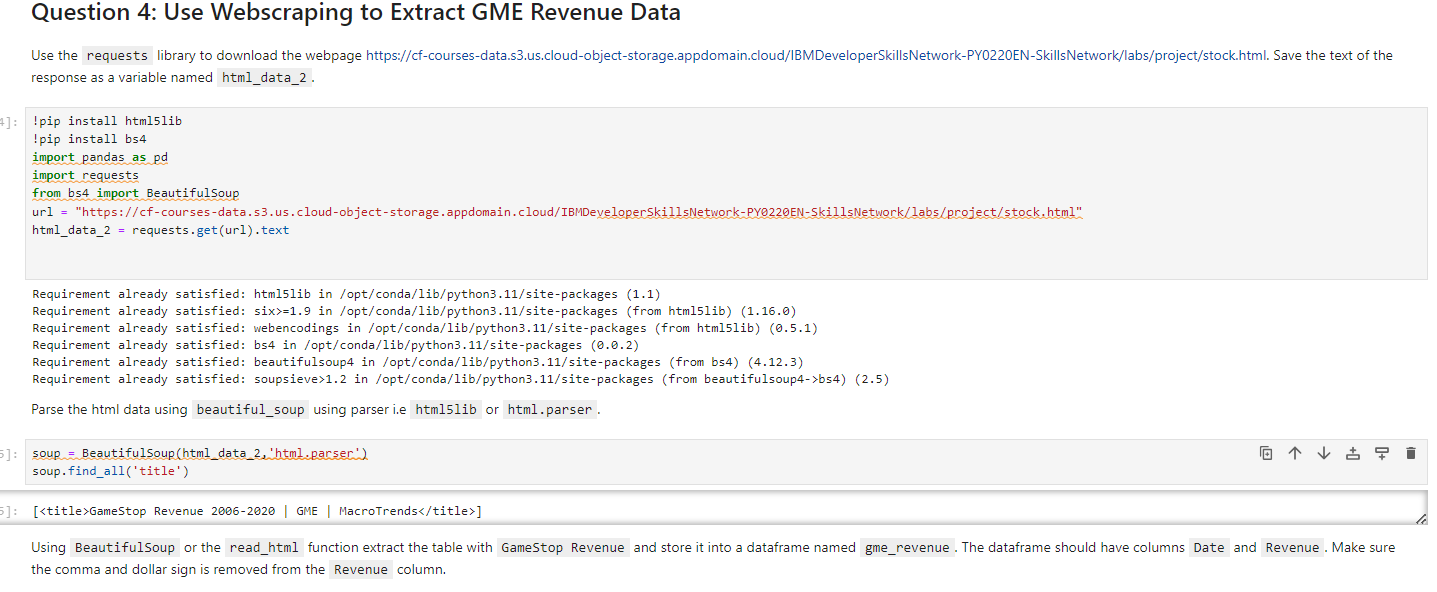 Question 4: Use Webscraping to Extract GME Revenue Data
Use the requests library to download the webpage https://cf-courses-data.s3.us.cloud-object-storage.appdomain.cloud/IBMDeveloperSkillsNetwork-PY0220EN-SkillsNetwork/labs/project/stock.html. Save the text of the
response as a variable named html_data_2.
4]:
!pip install html5lib
!pip install bs4
import pandas as pd
import requests
from bs4 import BeautifulSoup
url = "https://cf-courses-data.s3.us.cloud-object-storage.appdomain.cloud/IBMDeveloperSkillsNetwork-PY0220EN-SkillsNetwork/labs/project/stock.html"
html_data_2 = requests.get(url).text
Requirement already satisfied: html5lib in /opt/conda/lib/python3.11/site-packages (1.1)
Requirement already satisfied: six>=1.9 in /opt/conda/lib/python3.11/site-packages (from html5lib) (1.16.0)
Requirement already satisfied: webencodings in /opt/conda/lib/python3.11/site-packages (from html5lib) (0.5.1)
Requirement already satisfied: bs4 in /opt/conda/lib/python3.11/site-packages (0.0.2)
Requirement already satisfied: beautifulsoup4 in /opt/conda/lib/python3.11/site-packages (from bs4) (4.12.3)
Requirement already satisfied: soupsieve>1.2 in /opt/conda/lib/python3.11/site-packages (from beautifulsoup4->bs4) (2.5)
Parse the html data using beautiful_soup using parser i.e html5lib or html.parser.
5]:
soup = BeautifulSoup(html_data_2,'html.parser')
soup.find_all('title')
5]:
[<title>GameStop Revenue 2006-2020 | GME | MacroTrends</title>]
Using BeautifulSoup or the read_html function extract the table with GameStop Revenue and store it into a dataframe named gme_revenue. The dataframe should have columns Date and Revenue. Make sure
the comma and dollar sign is removed from the Revenue column.